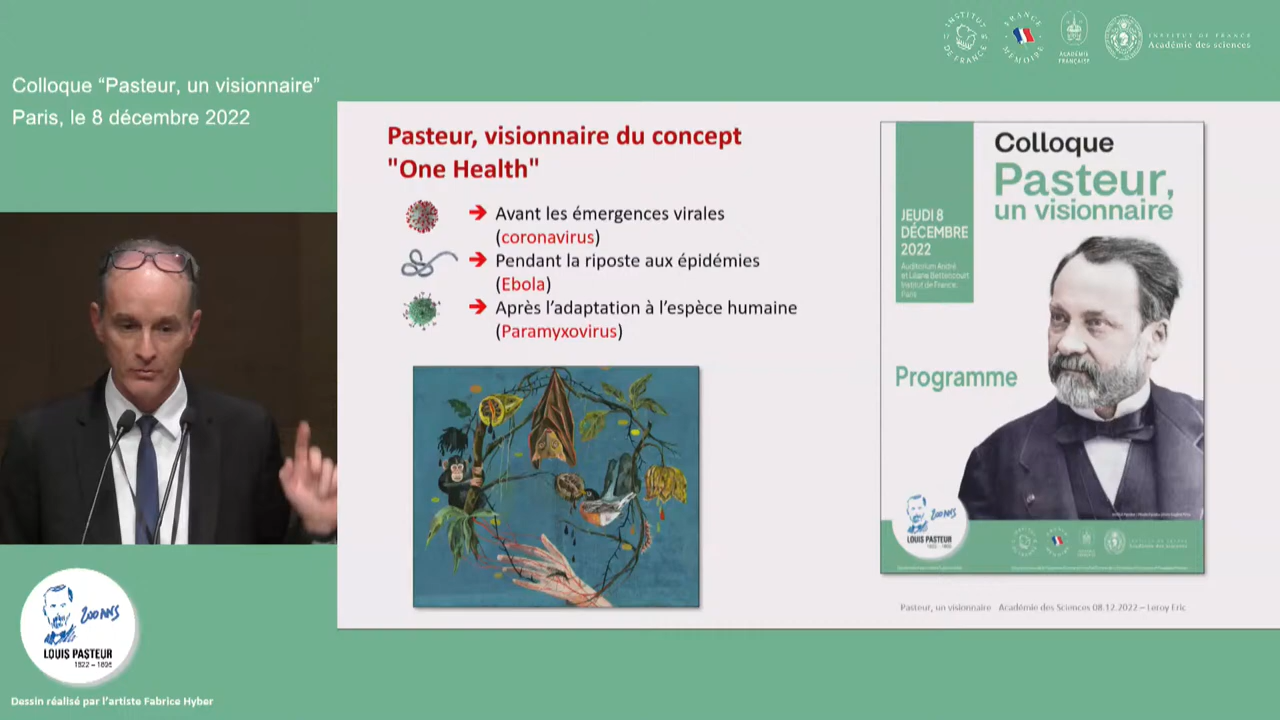 INSTITUT
DE FRANCE
FRANCE
MÉMOIRE
ACADÉMIE
FRANÇAISE
INSTITUT DE FRANCE
Académie des sciences
Colloque “Pasteur, un visionnaire”
Paris, le 8 décembre 2022
Pasteur, visionnaire du concept
"One Health"
Avant les émergences virales
(coronavirus)
Pendant la riposte aux épidémies
(Ebola)
Après l’adaptation à l’espèce humaine
(Paramyxovirus)
Colloque
Pasteur,
un visionnaire
JEUDI 8
DÉCEMBRE
2022
Auditorium André
et Liliane Bettencourt
Institut de France,
Paris
Programme
200 ANS
LOUIS PASTEUR
1822 – 1895
Pasteur, un visionnaire Académie des Sciences 08.12.2022 – Leroy Eric
200 ANS
LOUIS PASTEUR
1822 – 1895
Dessin réalisé par l’artiste Fabrice Hyber